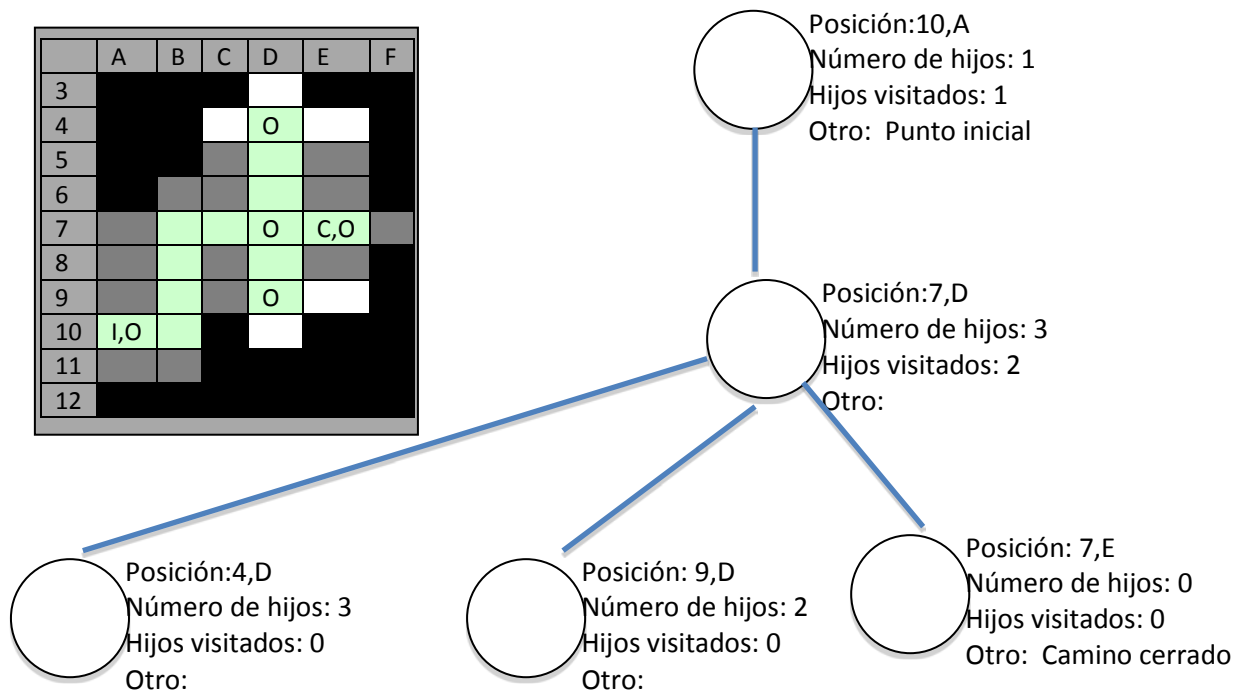 A B C D E F
3
4 O
5
6
7 O C,O
8
9 O
10 I,O
11
12
Posición:10,A
Número de hijos: 1
Hijos visitados: 1
Otro: Punto inicial
Posición:7,D
Número de hijos: 3
Hijos visitados: 2
Otro:
Posición:4,D
Número de hijos: 3
Hijos visitados: 0
Otro:
Posición: 9,D
Número de hijos: 2
Hijos visitados: 0
Otro:
Posición: 7,E
Número de hijos: 0
Hijos visitados: 0
Otro: Camino cerrado